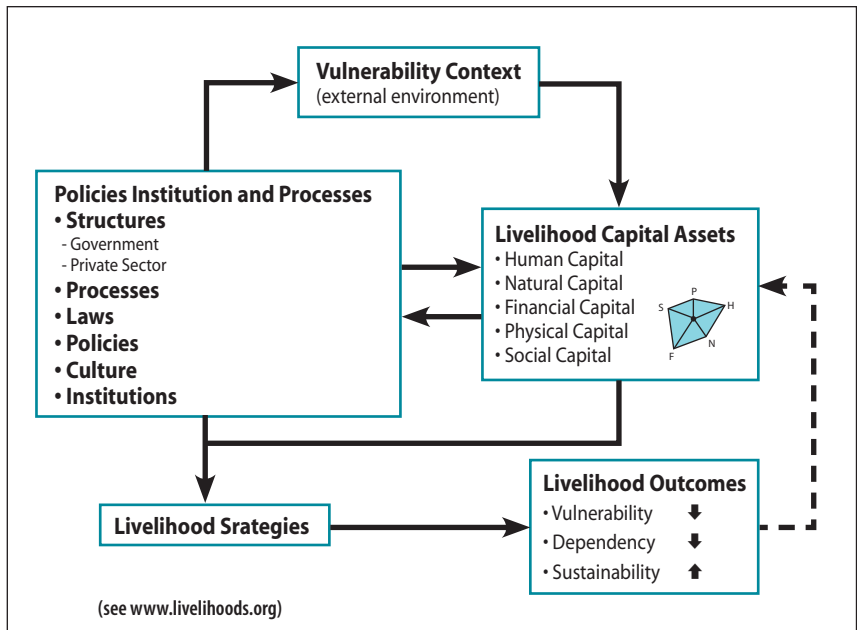 Vulnerability Context
(external environment)
Policies Institution and Processes
• Structures
- Government
- Private Sector
• Processes
• Laws
• Policies
• Culture
• Institutions
Livelihood Capital Assets
• Human Capital
• Natural Capital
• Financial Capital
• Physical Capital
• Social Capital
P
S
H
N
F
Livelihood Srategies
Livelihood Outcomes
• Vulnerability
• Dependency
• Sustainability
(see www.livelihoods.org)